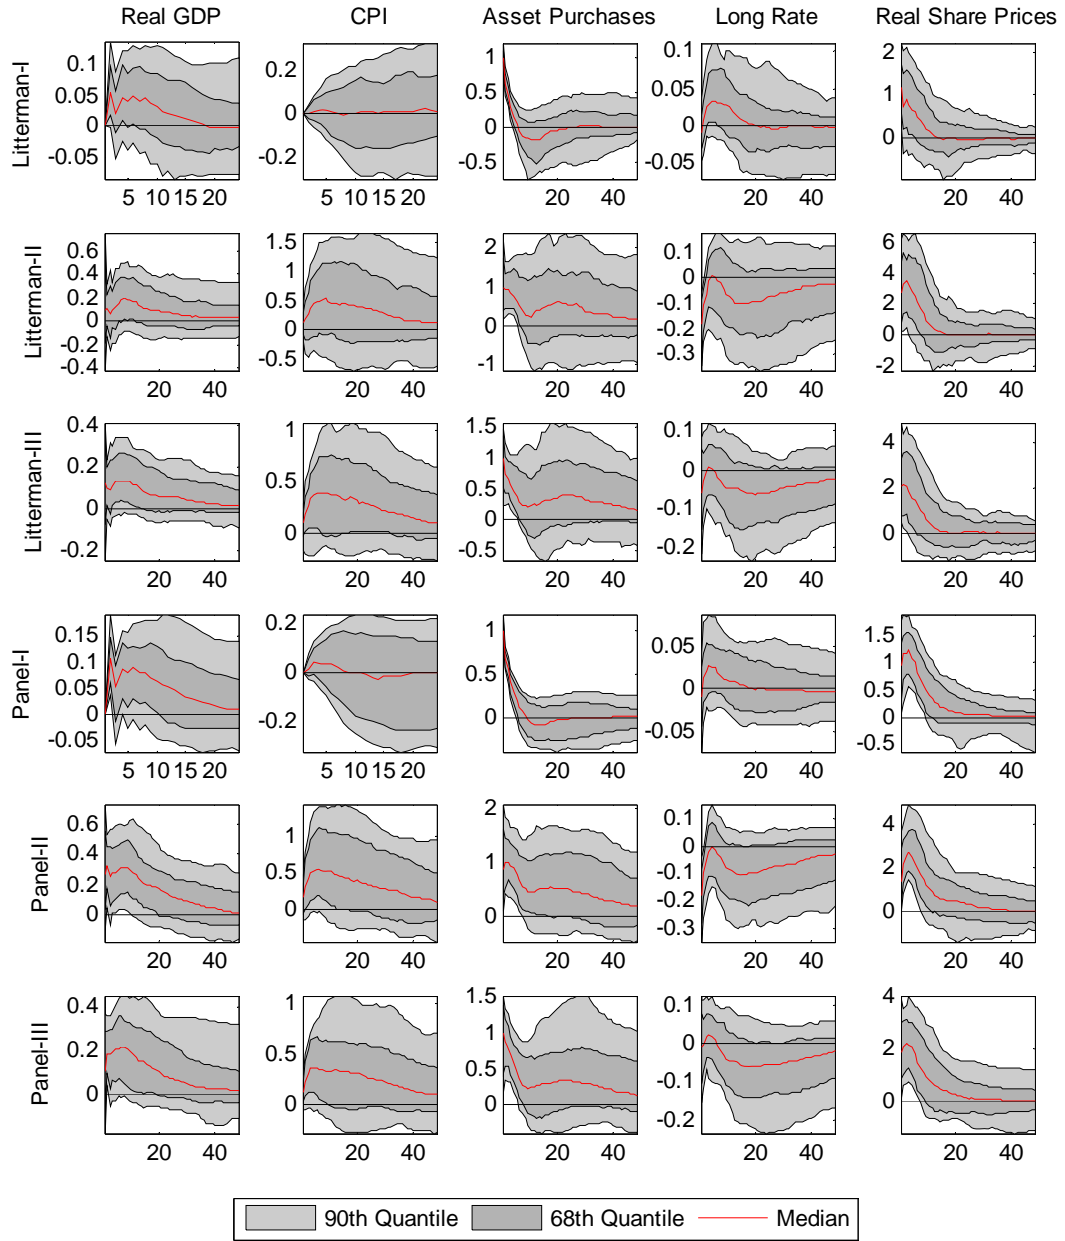 Real GDP CPI Asset Purchases Long Rate Real Share Prices
Litterman-I
0.1 0.05 0 -0.05
0.2 0 -0.2
1 0.5 0 -0.5
0.1 0.05 0 -0.05
2 1 0
5 10 15 20 5 10 15 20 20 40 20 40 20 40
Litterman-II
0.6 0.4 0.2 0 -0.2 -0.4
1.5 1 0.5 0 -0.5
2 1 0 -1
0.1 0 -0.1 -0.2 -0.3
6 4 2 0 -2
20 40 20 40 20 40 20 40 20 40
Litterman-III
0.4 0.2 0 -0.2
1 0.5 0
1.5 1 0.5 0 -0.5
0.1 0 -0.1 -0.2
4 2 0
20 40 20 40 20 40 20 40 20 40
Panel-I
0.15 0.1 0.05 0 -0.05
0.2 0 -0.2
1 0.5 0
0.05 0 -0.05
1.5 1 0.5 0 -0.5
5 10 15 20 5 10 15 20 20 40 20 40 20 40
Panel-II
0.6 0.4 0.2 0
1 0.5 0
2 1 0
0.1 0 -0.1 -0.2 -0.3
4 2 0
20 40 20 40 20 40 20 40 20 40
Panel-III
0.4 0.2 0
1 0.5 0
1.5 1 0.5 0
0.1 0 -0.1 -0.2
4 2 0
20 40 20 40 20 40 20 40 20 40
90th Quantile 68th Quantile Median